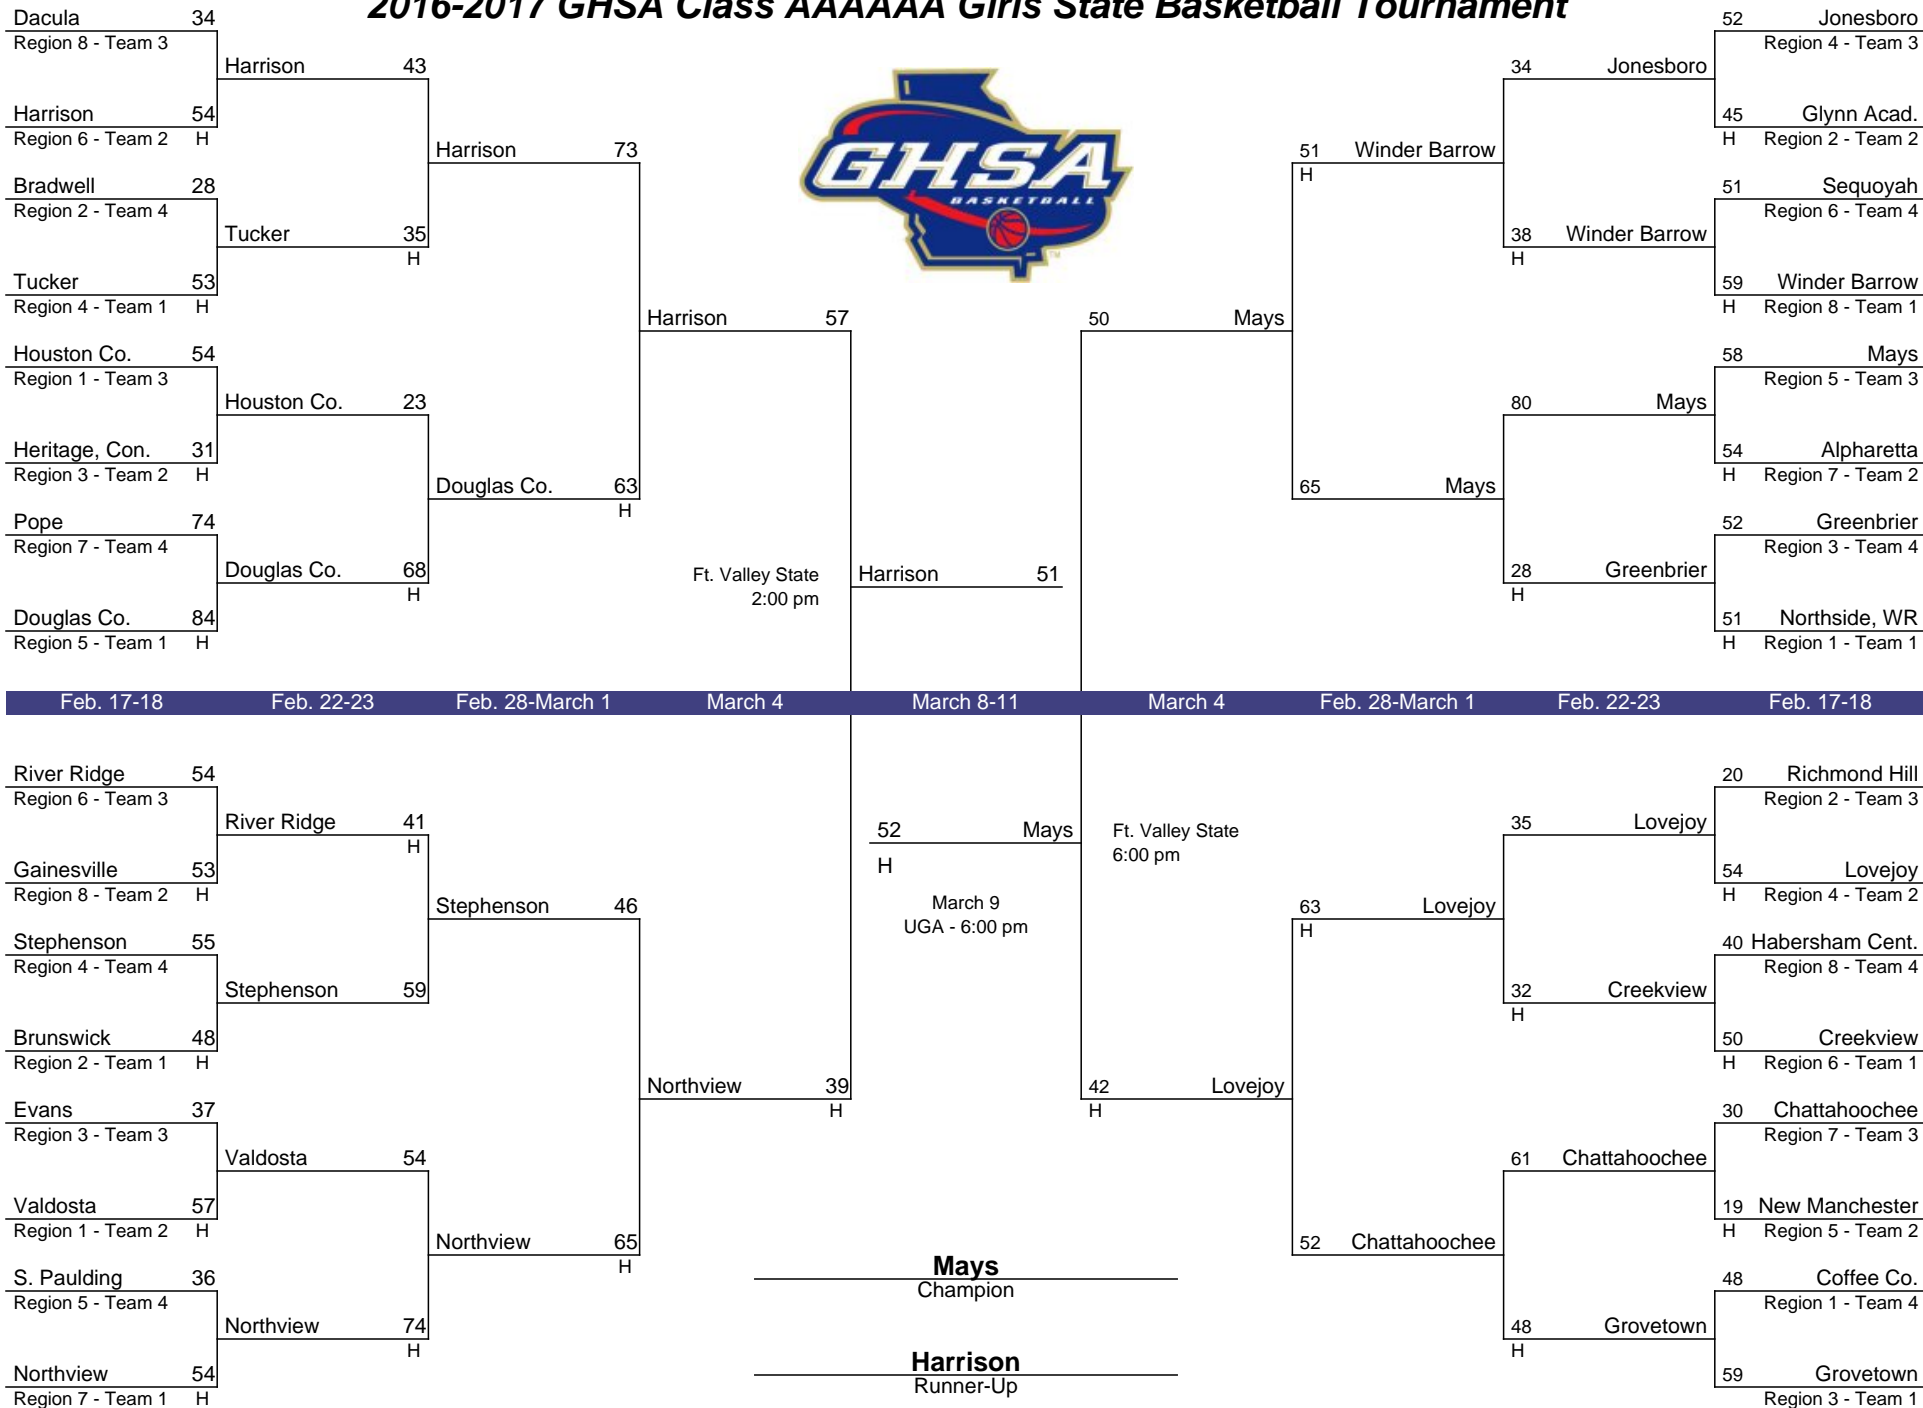 2016-2017 GHSA Class AAAAAA Girls State Basketball Tournament
GHSA
BASKETBALL
TM
Dacula 34
Region 8 - Team 3
Harrison 43
Harrison 54
Region 6 - Team 2 H
Harrison 73
Bradwell 28
Region 2 - Team 4
Tucker 35
H
Tucker 53
Region 4 - Team 1 H
Harrison 57
Houston Co. 54
Region 1 - Team 3
Houston Co. 23
Heritage, Con. 31
Region 3 - Team 2 H
Douglas Co. 63
H
Pope 74
Region 7 - Team 4
Douglas Co. 68
H
Douglas Co. 84
Region 5 - Team 1 H
Ft. Valley State
2:00 pm
Harrison 51
52 Jonesboro
Region 4 - Team 3
34 Jonesboro
45 Glynn Acad.
H Region 2 - Team 2
51 Winder Barrow
H
51 Sequoyah
Region 6 - Team 4
38 Winder Barrow
H
59 Winder Barrow
H Region 8 - Team 1
50 Mays
58 Mays
Region 5 - Team 3
80 Mays
54 Alpharetta
H Region 7 - Team 2
65 Mays
52 Greenbrier
Region 3 - Team 4
28 Greenbrier
H
51 Northside, WR
H Region 1 - Team 1
Feb. 17-18 Feb. 22-23 Feb. 28-March 1 March 4 March 8-11 March 4 Feb. 28-March 1 Feb. 22-23 Feb. 17-18
River Ridge 54
Region 6 - Team 3
River Ridge 41
H
Gainesville 53
Region 8 - Team 2 H
Stephenson 46
Stephenson 55
Region 4 - Team 4
Stephenson 59
Brunswick 48
Region 2 - Team 1 H
Northview 39
H
Evans 37
Region 3 - Team 3
Valdosta 54
Valdosta 57
Region 1 - Team 2 H
Northview 65
H
S. Paulding 36
Region 5 - Team 4
Northview 74
H
Northview 54
Region 7 - Team 1 H
52 Mays
H
March 9
UGA - 6:00 pm
Ft. Valley State
6:00 pm
20 Richmond Hill
Region 2 - Team 3
35 Lovejoy
54 Lovejoy
H Region 4 - Team 2
63 Lovejoy
H
40 Habersham Cent.
Region 8 - Team 4
32 Creekview
H
50 Creekview
H Region 6 - Team 1
42 Lovejoy
H
30 Chattahoochee
Region 7 - Team 3
61 Chattahoochee
19 New Manchester
H Region 5 - Team 2
52 Chattahoochee
48 Coffee Co.
Region 1 - Team 4
48 Grovetown
H
59 Grovetown
Region 3 - Team 1
Mays
Champion
Harrison
Runner-Up